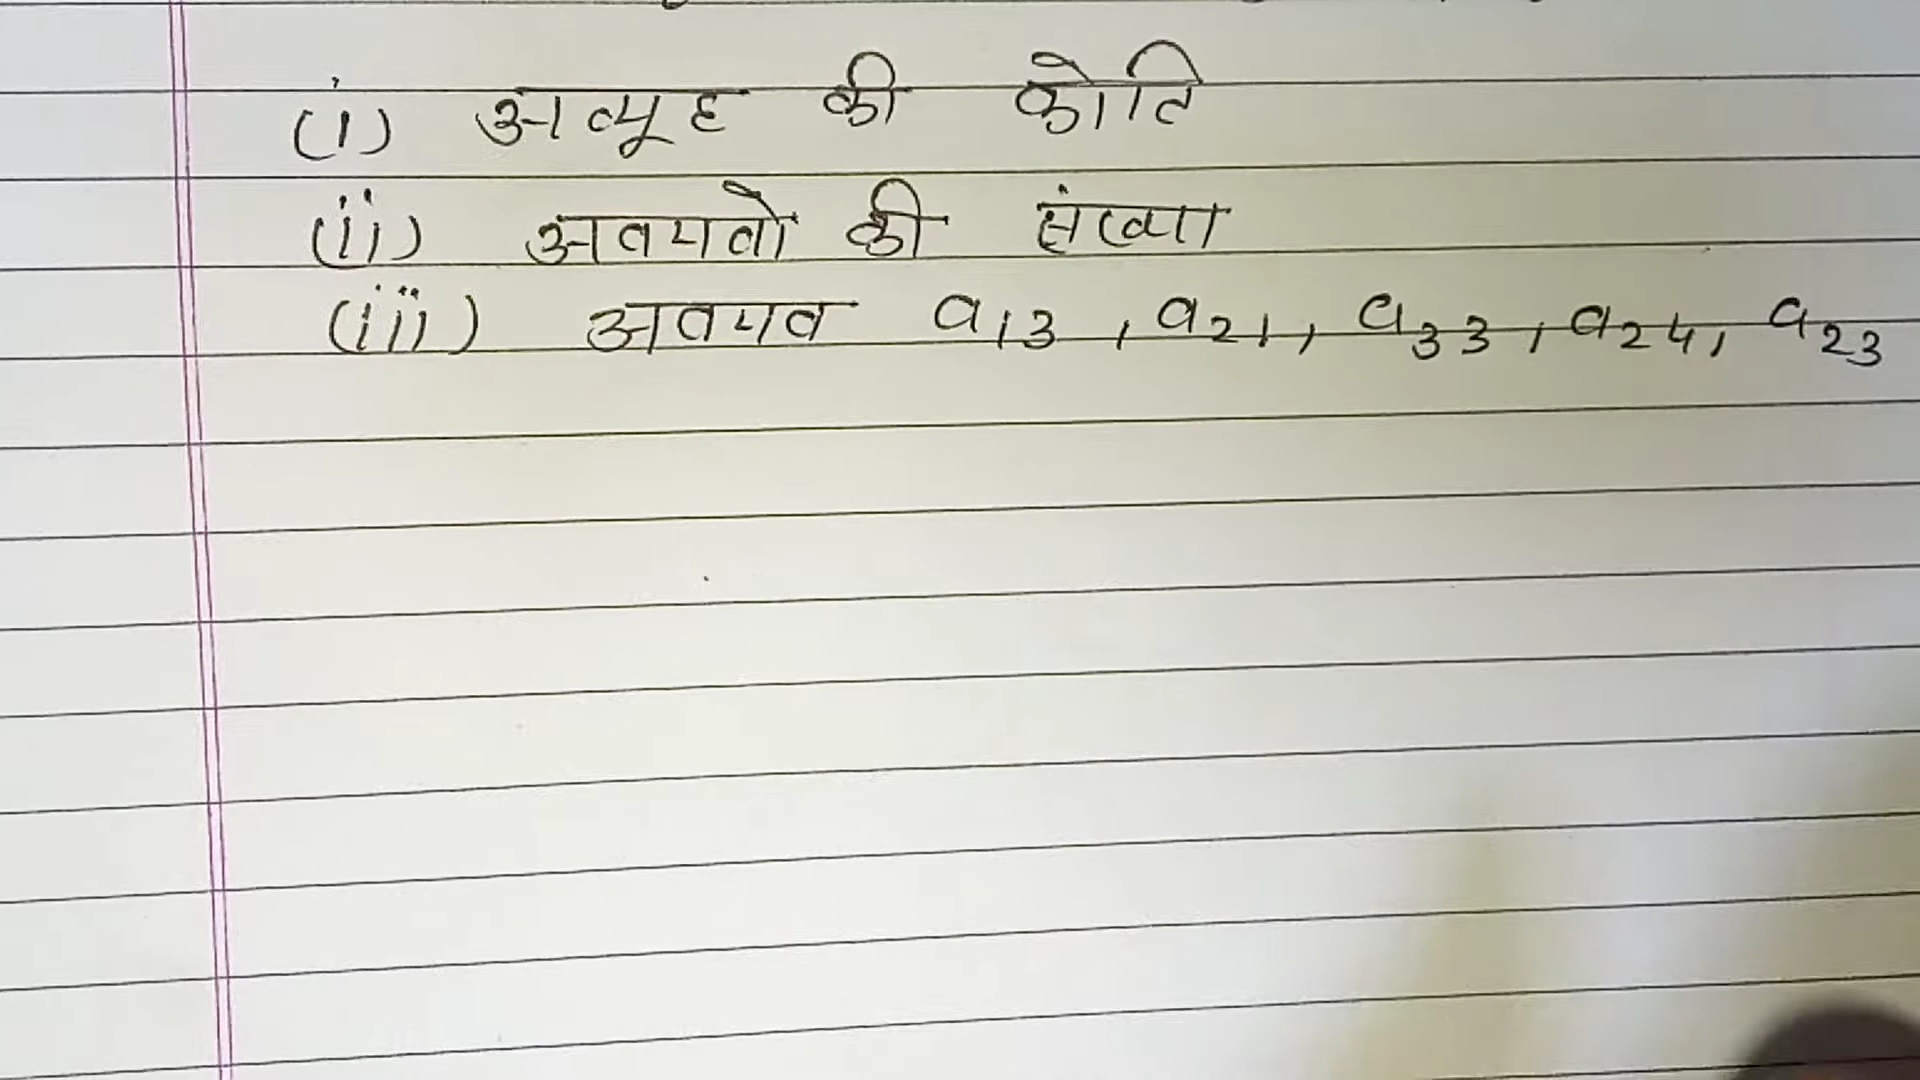 (i) आव्यूह की कोति
(ii) अवयवों की संख्या
(iii) अवयव a13, a21, a33, a24, a23